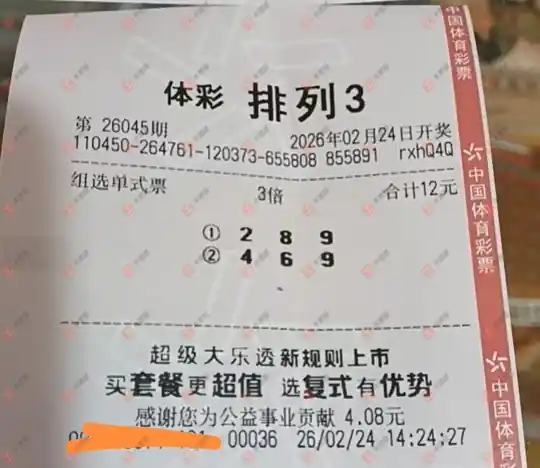 体彩 排列3
第 26045期 2026年02月24日开奖
110450-264761-120373-655808 855891 rxhQ4Q
组选单式票 3倍 合计12元
① 2 8 9
② 4 6 9
超级大乐透新规则上市
买套餐更超值 选复式有优势
感谢您为公益事业贡献 4.08元
00036 26/02/24 14:24:27
中国体育彩票
中国体育彩票
中国体育彩票